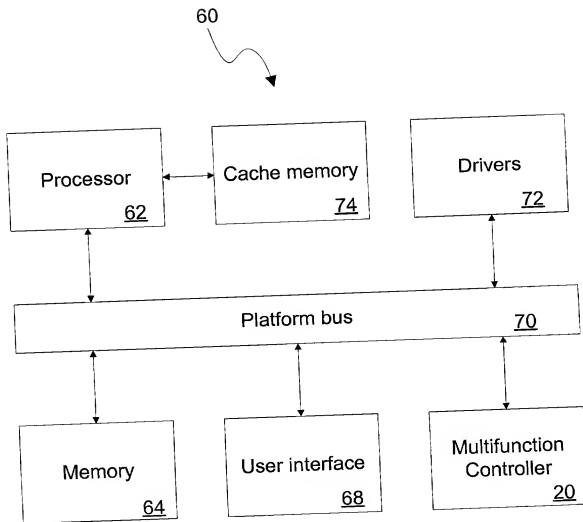 60
Processor
62
Cache memory
74
Drivers
72
Platform bus
70
Memory
64
User interface
68
Multifunction
Controller
20